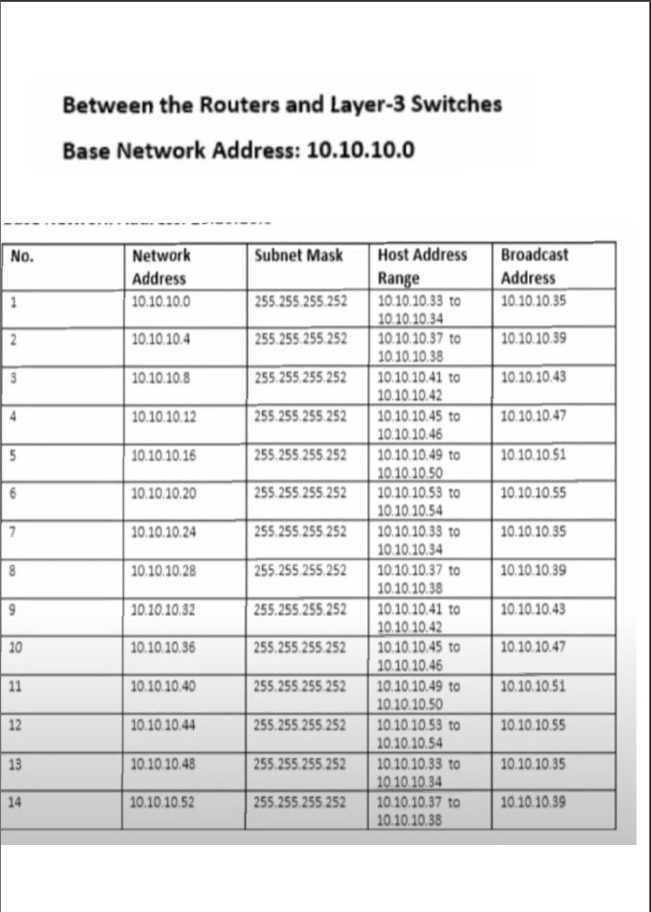 Between the Routers and Layer-3 Switches
Base Network Address: 10.10.10.0
No. Network Address Subnet Mask Host Address Range Broadcast Address
1 10.10.10.0 255.255.255.252 10.10.10.33 to 10.10.10.34 10.10.10.35
2 10.10.10.4 255.255.255.252 10.10.10.37 to 10.10.10.38 10.10.10.39
3 10.10.10.8 255.255.255.252 10.10.10.41 to 10.10.10.42 10.10.10.43
4 10.10.10.12 255.255.255.252 10.10.10.45 to 10.10.10.46 10.10.10.47
5 10.10.10.16 255.255.255.252 10.10.10.49 to 10.10.10.50 10.10.10.51
6 10.10.10.20 255.255.255.252 10.10.10.53 to 10.10.10.54 10.10.10.55
7 10.10.10.24 255.255.255.252 10.10.10.33 to 10.10.10.34 10.10.10.35
8 10.10.10.28 255.255.255.252 10.10.10.37 to 10.10.10.38 10.10.10.39
9 10.10.10.32 255.255.255.252 10.10.10.41 to 10.10.10.42 10.10.10.43
10 10.10.10.36 255.255.255.252 10.10.10.45 to 10.10.10.46 10.10.10.47
11 10.10.10.40 255.255.255.252 10.10.10.49 to 10.10.10.50 10.10.10.51
12 10.10.10.44 255.255.255.252 10.10.10.53 to 10.10.10.54 10.10.10.55
13 10.10.10.48 255.255.255.252 10.10.10.33 to 10.10.10.34 10.10.10.35
14 10.10.10.52 255.255.255.252 10.10.10.37 to 10.10.10.38 10.10.10.39